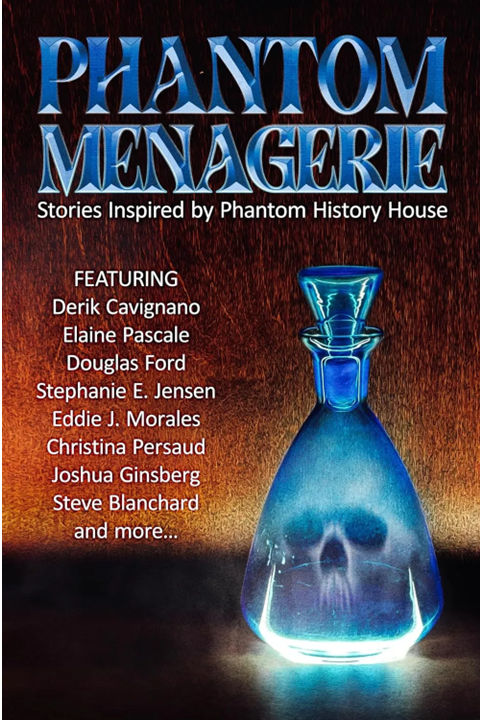 PHANTOM
MENAGERIE
Stories Inspired by Phantom History House
FEATURING
Derik Cavignano
Elaine Pascale
Douglas Ford
Stephanie E. Jensen
Eddie J. Morales
Christina Persaud
Joshua Ginsberg
Steve Blanchard
and more...